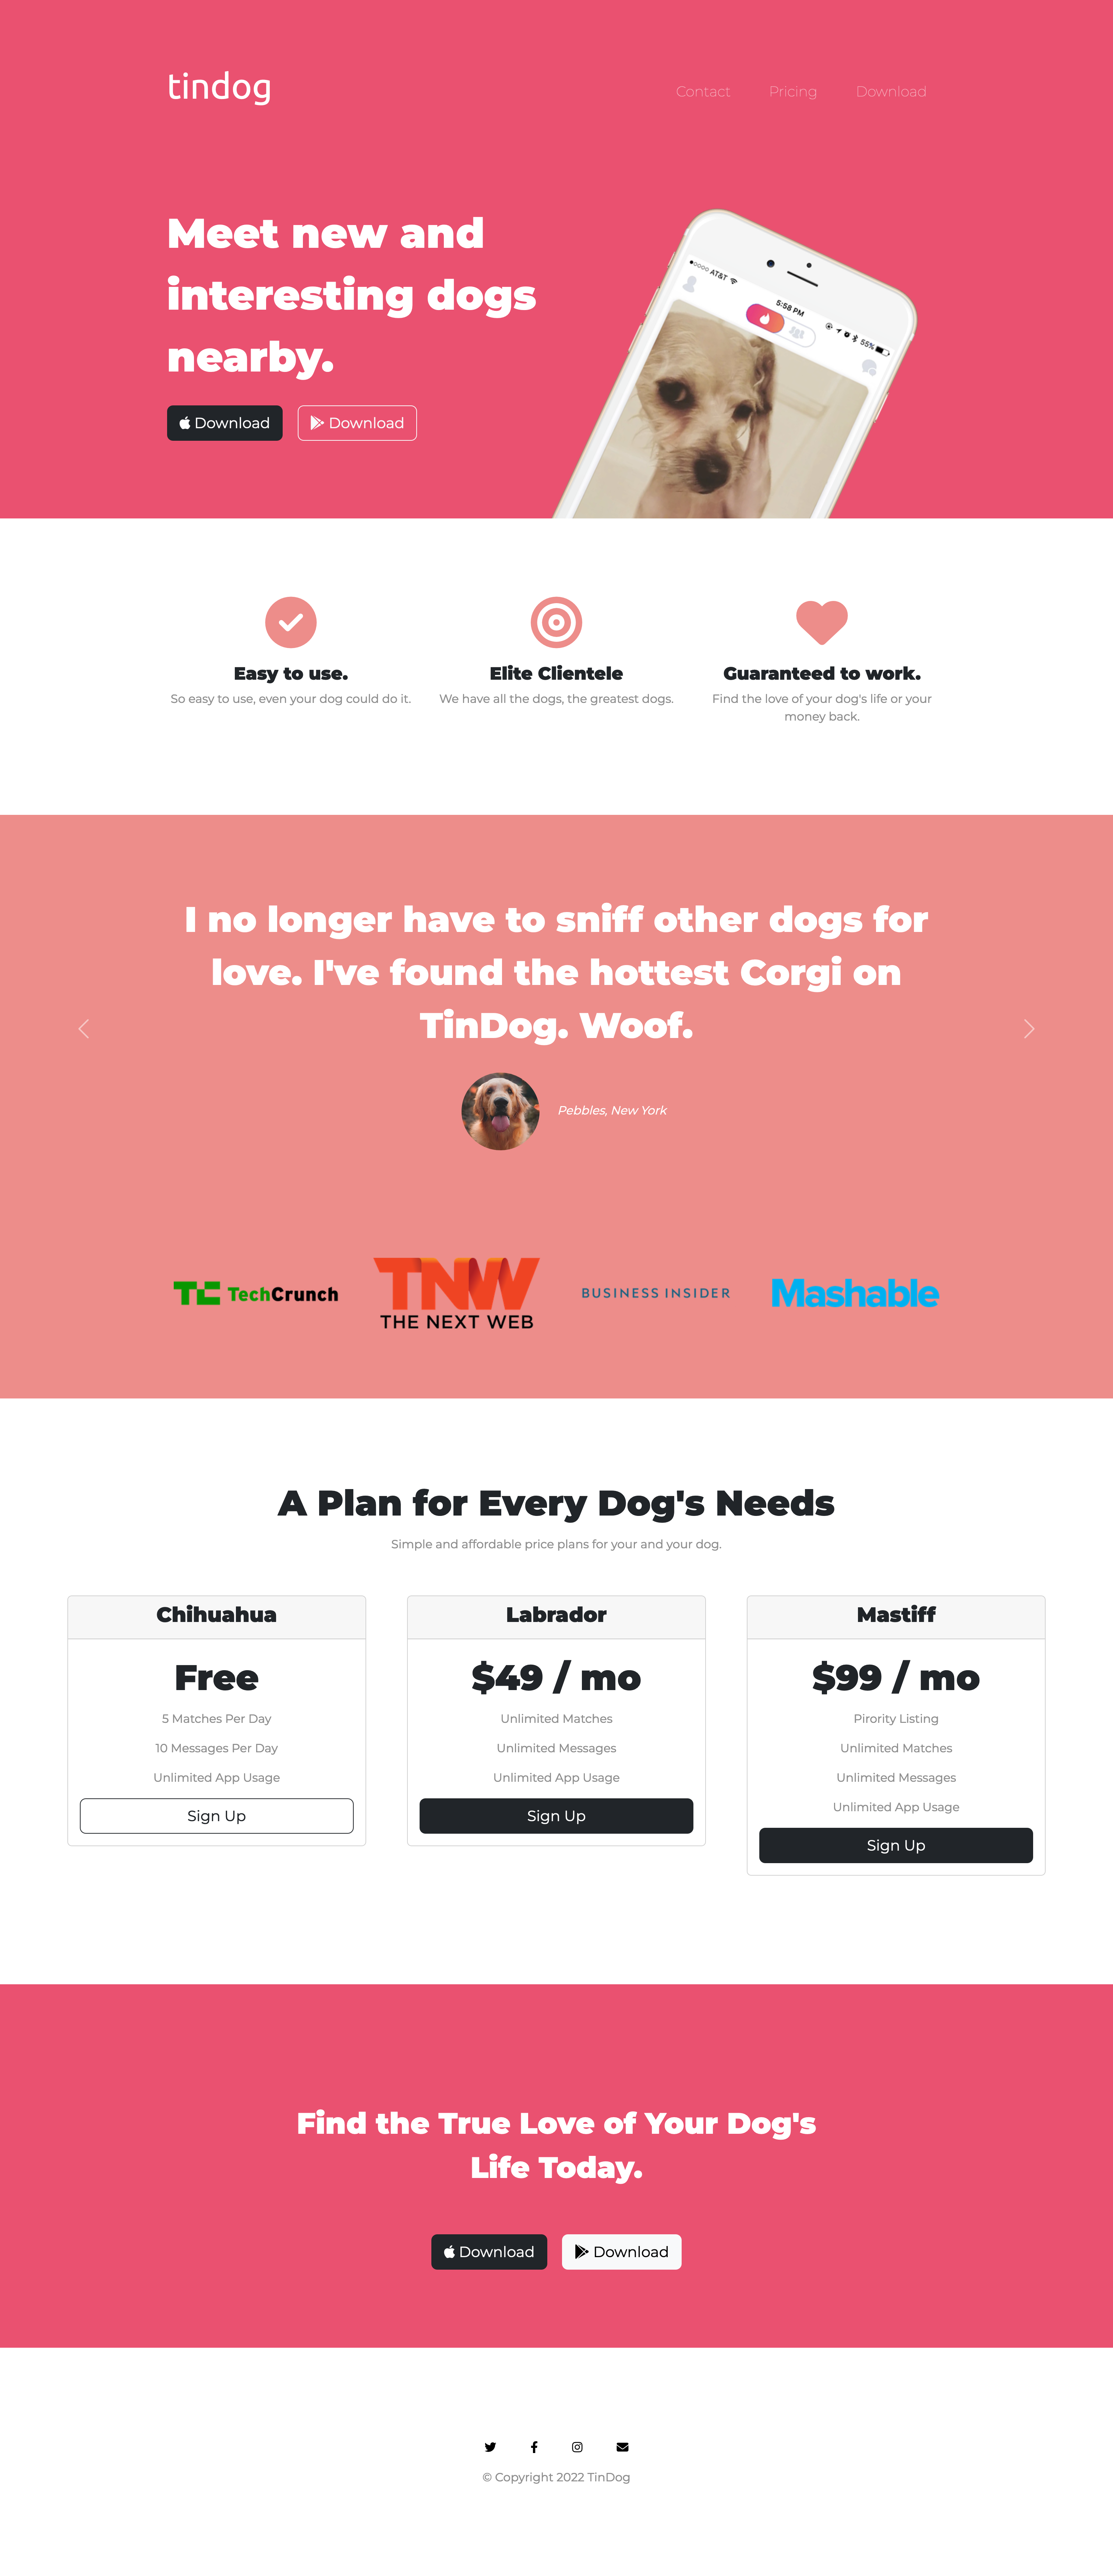 tindog
Contact Pricing Download
Meet new and
interesting dogs
nearby.
Download Download
AT&T
5:58 PM
55%
Easy to use.
So easy to use, even your dog could do it.
Elite Clientele
We have all the dogs, the greatest dogs.
Guaranteed to work.
Find the love of your dog's life or your
money back.
I no longer have to sniff other dogs for
love. I've found the hottest Corgi on
TinDog. Woof.
Pebbles, New York
TC TechCrunch
TNW
THE NEXT WEB
BUSINESS INSIDER
Mashable
A Plan for Every Dog's Needs
Simple and affordable price plans for your and your dog.
Chihuahua
Free
5 Matches Per Day
10 Messages Per Day
Unlimited App Usage
Sign Up
Labrador
$49 / mo
Unlimited Matches
Unlimited Messages
Unlimited App Usage
Sign Up
Mastiff
$99 / mo
Pirority Listing
Unlimited Matches
Unlimited Messages
Unlimited App Usage
Sign Up
Find the True Love of Your Dog's
Life Today.
Download Download
© Copyright 2022 TinDog